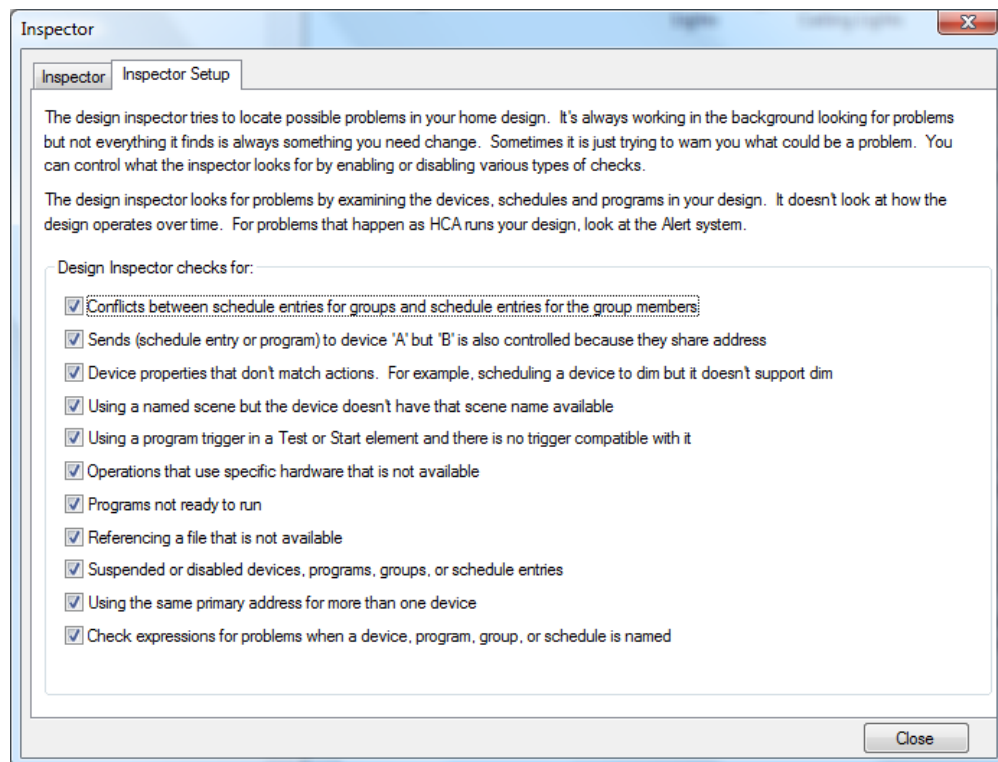 Inspector
Inspector
Inspector Setup
The design inspector tries to locate possible problems in your home design. It's always working in the background looking for problems
but not everything it finds is always something you need change. Sometimes it is just trying to warn you what could be a problem. You
can control what the inspector looks for by enabling or disabling various types of checks.
The design inspector looks for problems by examining the devices, schedules and programs in your design. It doesn't look at how the
design operates over time. For problems that happen as HCA runs your design, look at the Alert system.
Design Inspector checks for:
Conflicts between schedule entries for groups and schedule entries for the group members
Sends (schedule entry or program) to device 'A' but 'B' is also controlled because they share address
Device properties that don't match actions. For example, scheduling a device to dim but it doesn't support dim
Using a named scene but the device doesn't have that scene name available
Using a program trigger in a Test or Start element and there is no trigger compatible with it
Operations that use specific hardware that is not available
Programs not ready to run
Referencing a file that is not available
Suspended or disabled devices, programs, groups, or schedule entries
Using the same primary address for more than one device
Check expressions for problems when a device, program, group, or schedule is named
Close